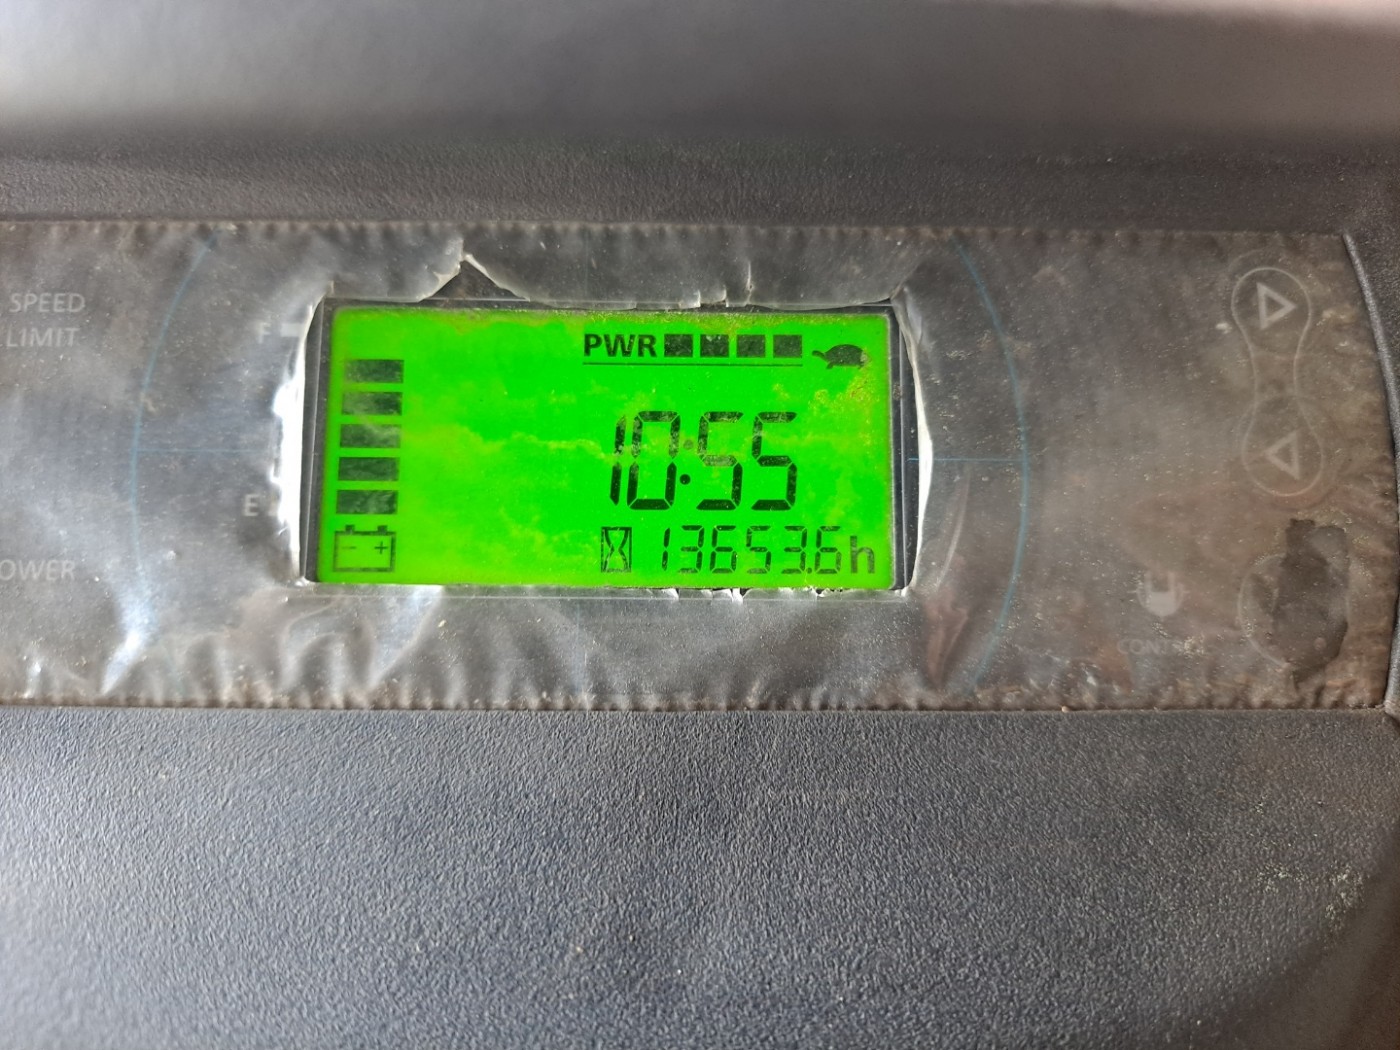 SPEED
LIMIT
F
PWR
10:55
E
- +
13653.6h
OWER